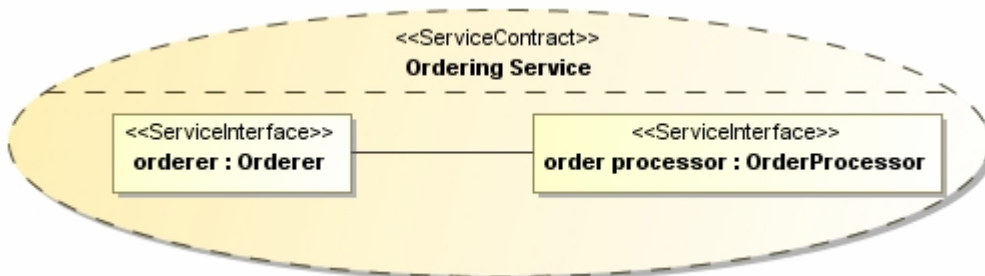 <<ServiceContract>>
Ordering Service
<<ServiceInterface>>
orderer : Orderer
<<ServiceInterface>>
order processor : OrderProcessor